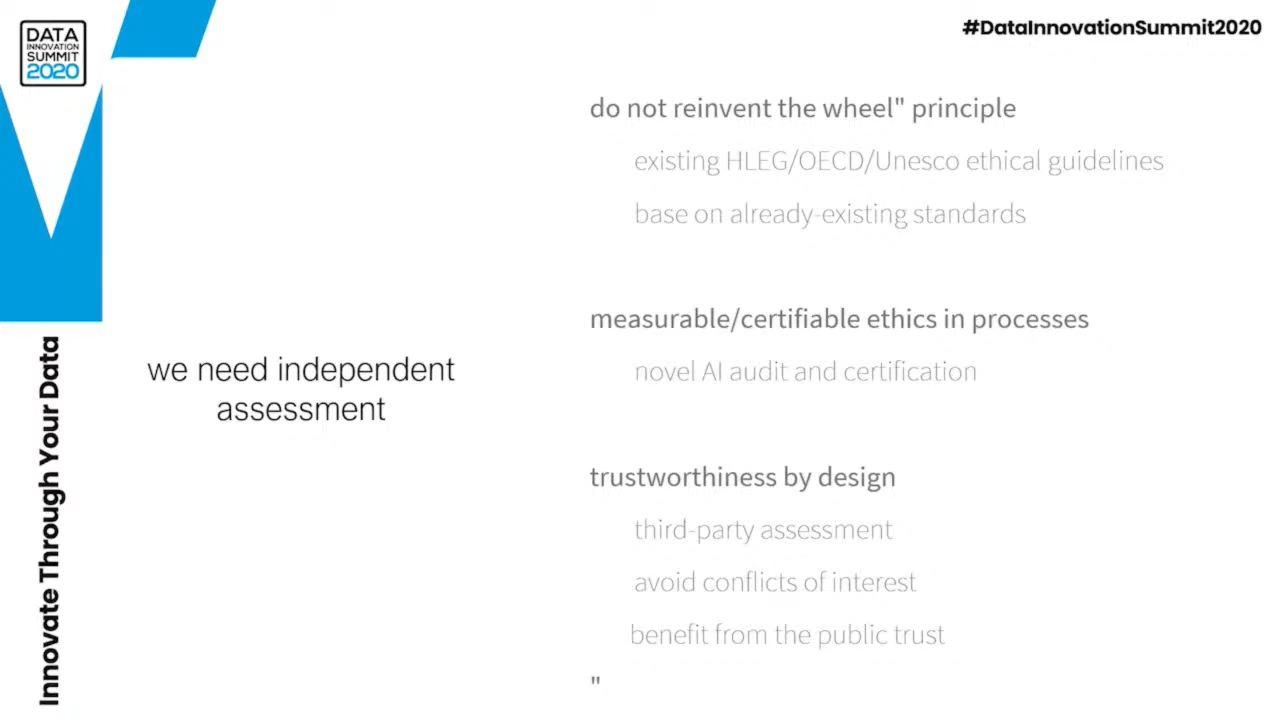 DATA
INNOVATION
SUMMIT
2020
#DataInnovationSummit2020
Innovate Through Your Data
we need independent
assessment
do not reinvent the wheel" principle
existing HLEG/OECD/Unesco ethical guidelines
base on already-existing standards
measurable/certifiable ethics in processes
novel AI audit and certification
trustworthiness by design
third-party assessment
avoid conflicts of interest
benefit from the public trust
"